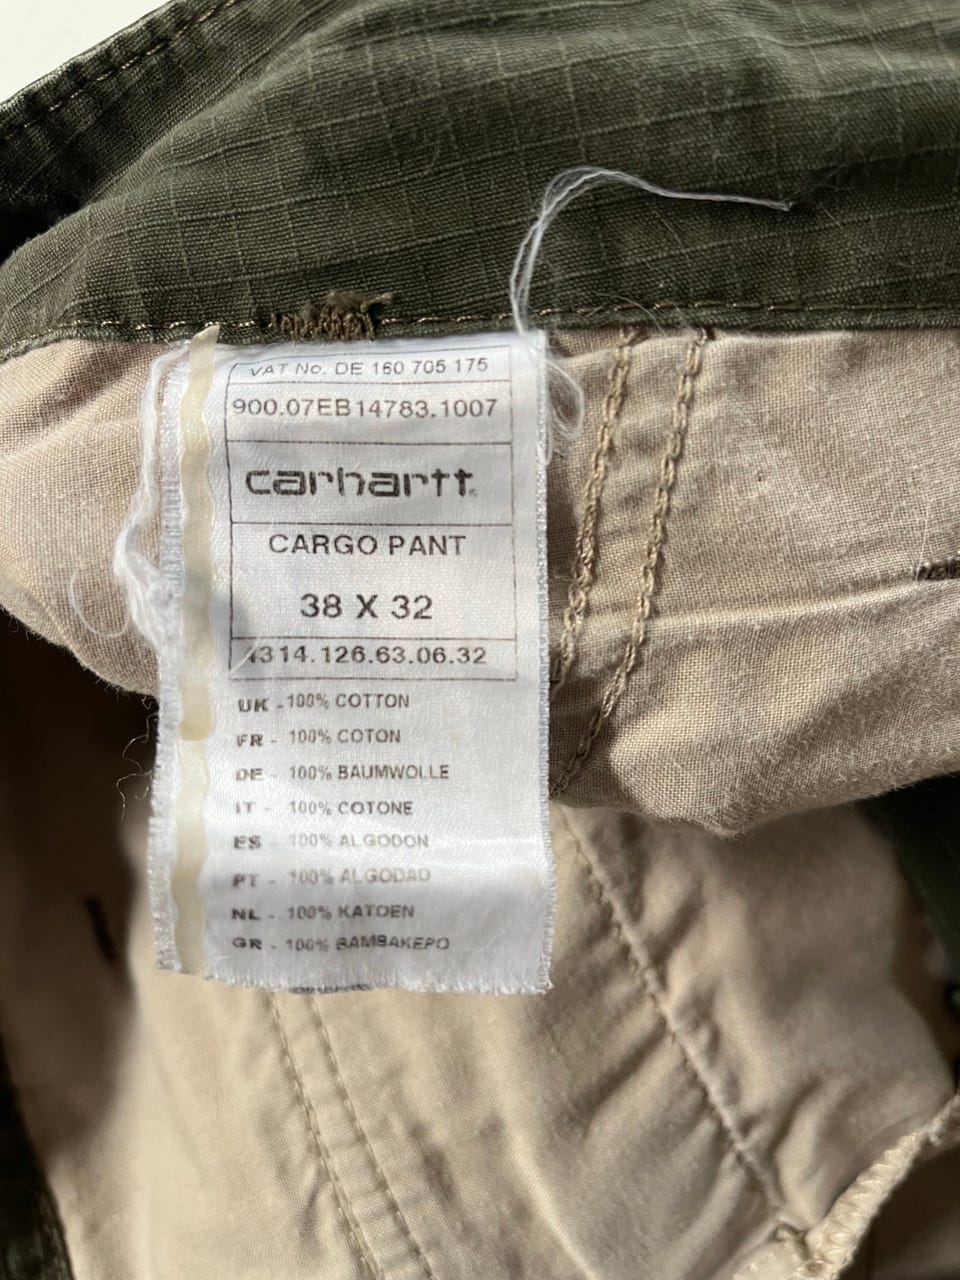 VAT No. DE 160 705 175
900.07EB14783.1007
carhartt.
CARGO PANT
38 X 32
4314.126.63.06.32
UK - 100% COTTON
FR - 100% COTON
DE - 100% BAUMWOLLE
IT - 100% COTONE
ES - 100% ALGODON
PT - 100% ALGODAO
NL - 100% KATOEN
GR - 100% BAMBAKEPO